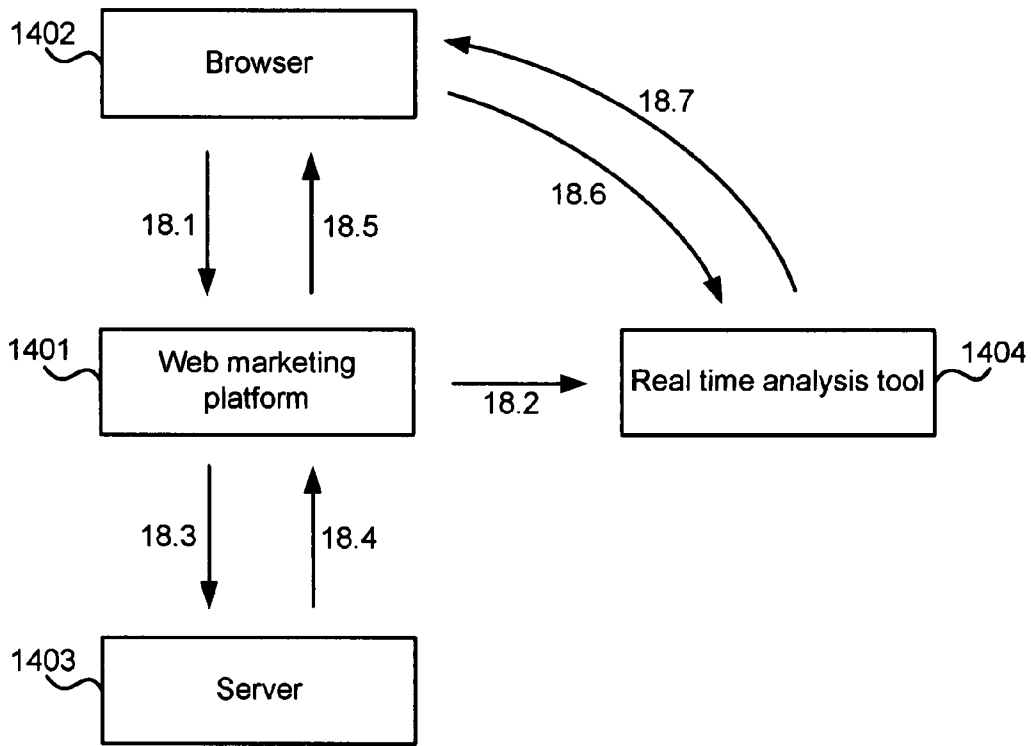 1402
Browser
18.7
18.6
18.1
18.5
1401
Web marketing
platform
18.2
Real time analysis tool
1404
18.3
18.4
1403
Server